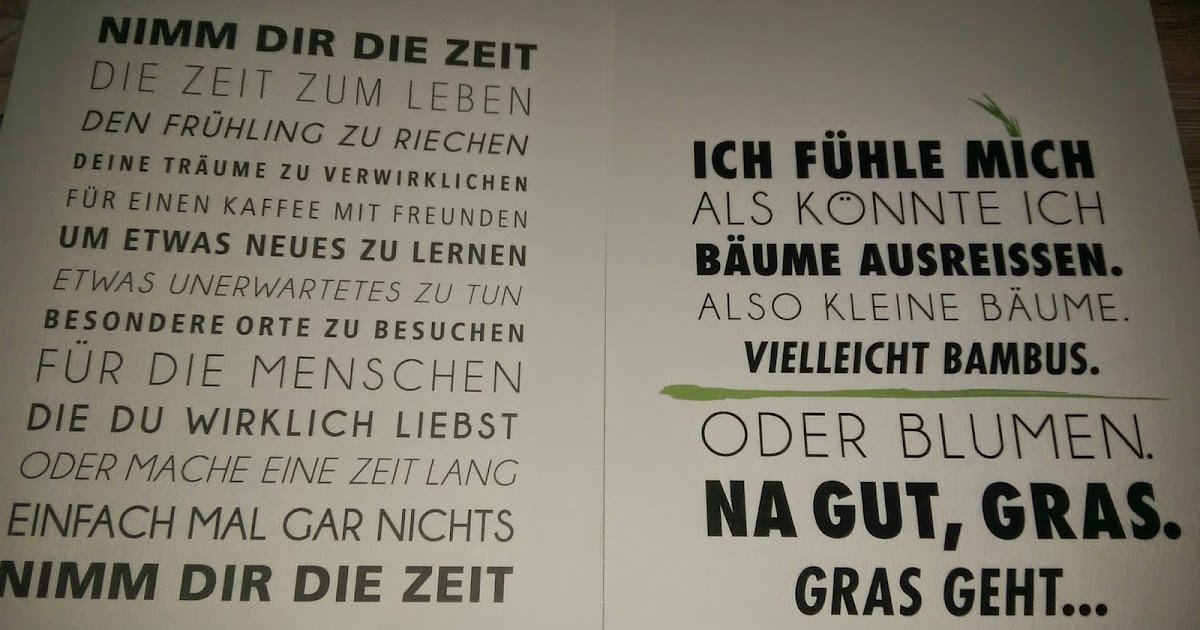 NIMM DIR DIE ZEIT
DIE ZEIT ZUM LEBEN
DEN FRÜHLING ZU RIECHEN
DEINE TRÄUME ZU VERWIRKLICHEN
FÜR EINEN KAFFEE MIT FREUNDEN
UM ETWAS NEUES ZU LERNEN
ETWAS UNERWARTETES ZU TUN
BESONDERE ORTE ZU BESUCHEN
FÜR DIE MENSCHEN
DIE DU WIRKLICH LIEBST
ODER MACHE EINE ZEIT LANG
EINFACH MAL GAR NICHTS
NIMM DIR DIE ZEIT
ICH FÜHLE MICH
ALS KÖNNTE ICH
BÄUME AUSREISSEN.
ALSO KLEINE BÄUME.
VIELLEICHT BAMBUS.
ODER BLUMEN.
NA GUT, GRAS.
GRAS GEHT...